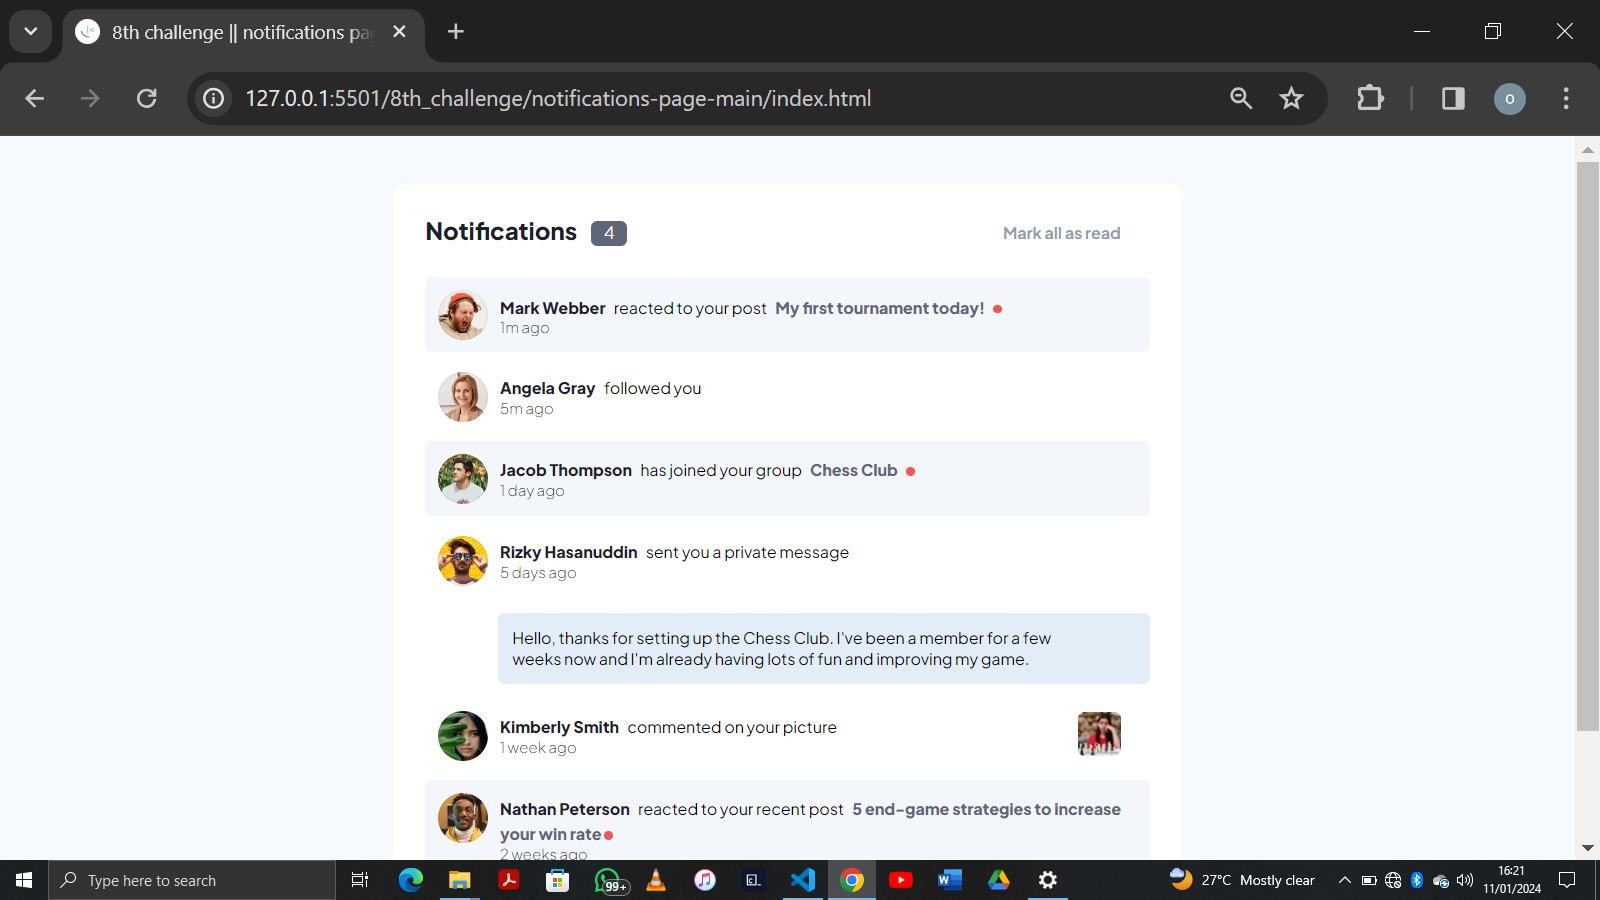 8th challenge || notifications pa
127.0.0.1:5501/8th_challenge/notifications-page-main/index.html
O
Notifications 4
Mark all as read
Mark Webber reacted to your post My first tournament today!
1m ago
Angela Gray followed you
5m ago
Jacob Thompson has joined your group Chess Club
1 day ago
Rizky Hasanuddin sent you a private message
5 days ago
Hello, thanks for setting up the Chess Club. I've been a member for a few
weeks now and I'm already having lots of fun and improving my game.
Kimberly Smith commented on your picture
1 week ago
Nathan Peterson reacted to your recent post 5 end-game strategies to increase
your win rate
2 weeks ago
Type here to search
99+
27°C Mostly clear
16:21
11/01/2024